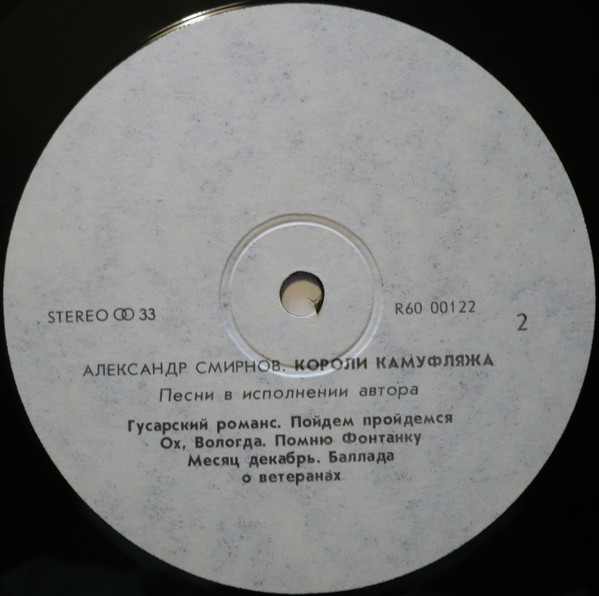 STEREO ꝏ 33
R60 00122
2
АЛЕКСАНДР СМИРНОВ. КОРОЛИ КАМУФЛЯЖА
Песни в исполнении автора
Гусарский романс. Пойдем пройдемся
Ох, Вологда. Помню Фонтанку
Месяц декабрь. Баллада
о ветеранах